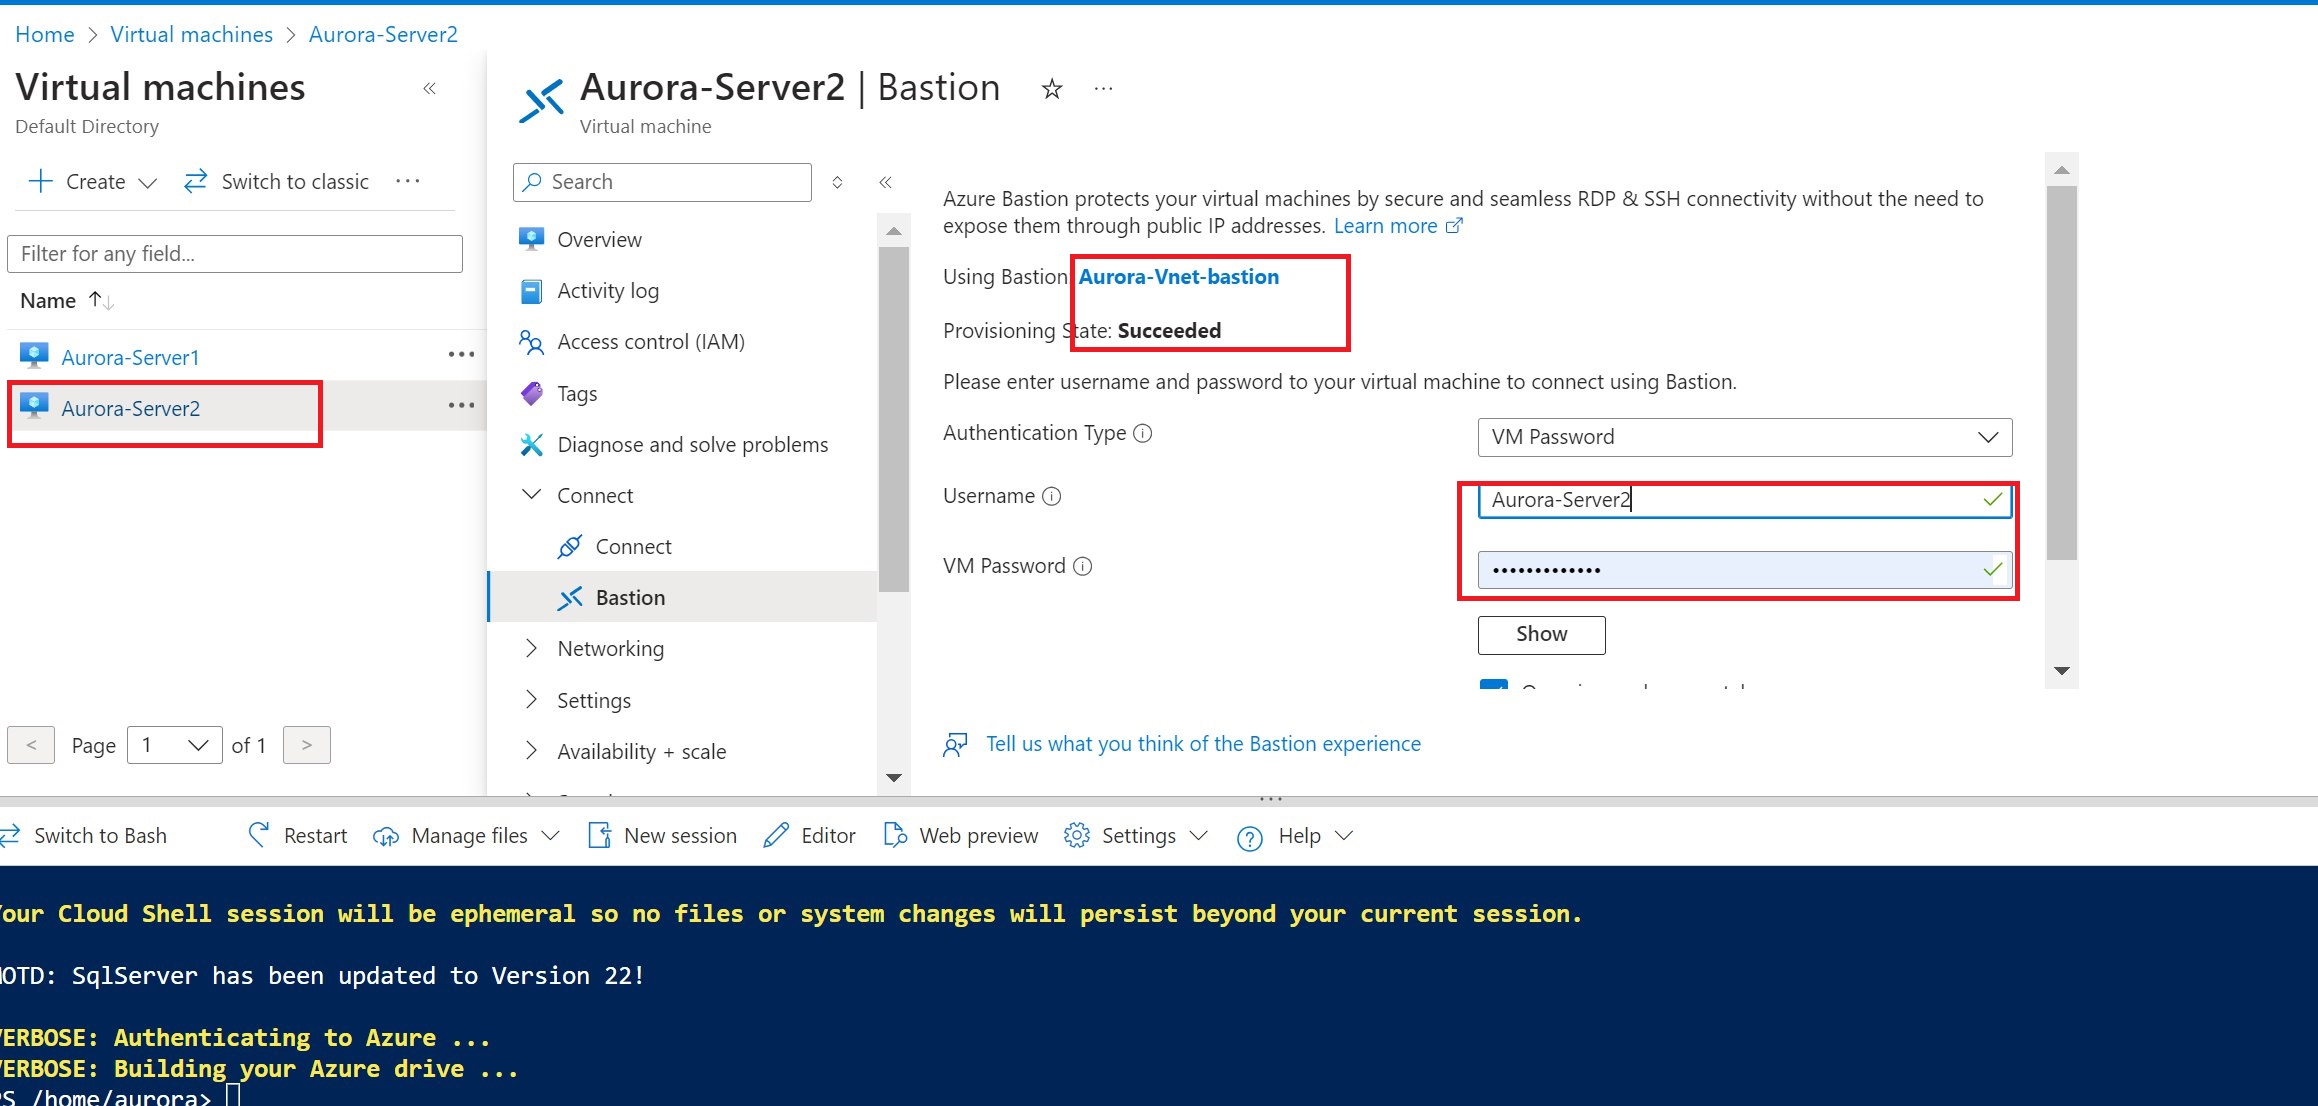 Home > Virtual machines > Aurora-Server2
Virtual machines
Default Directory
Create
Switch to classic
Filter for any field...
Name
Aurora-Server1
Aurora-Server2
< Page 1 of 1 >
Aurora-Server2 | Bastion
Virtual machine
Search
Overview
Activity log
Access control (IAM)
Tags
Diagnose and solve problems
Connect
Connect
Bastion
Networking
Settings
Availability + scale
Azure Bastion protects your virtual machines by secure and seamless RDP & SSH connectivity without the need to
expose them through public IP addresses. Learn more
Using Bastion: Aurora-Vnet-bastion
Provisioning State: Succeeded
Please enter username and password to your virtual machine to connect using Bastion.
Authentication Type VM Password
Username Aurora-Server2
VM Password •••••••••••••
Show
Tell us what you think of the Bastion experience
Switch to Bash
Restart
Manage files
New session
Editor
Web preview
Settings
Help
our Cloud Shell session will be ephemeral so no files or system changes will persist beyond your current session.
OTD: SqlServer has been updated to Version 22!
ERBOSE: Authenticating to Azure ...
ERBOSE: Building your Azure drive ...
PS /home/aurora>